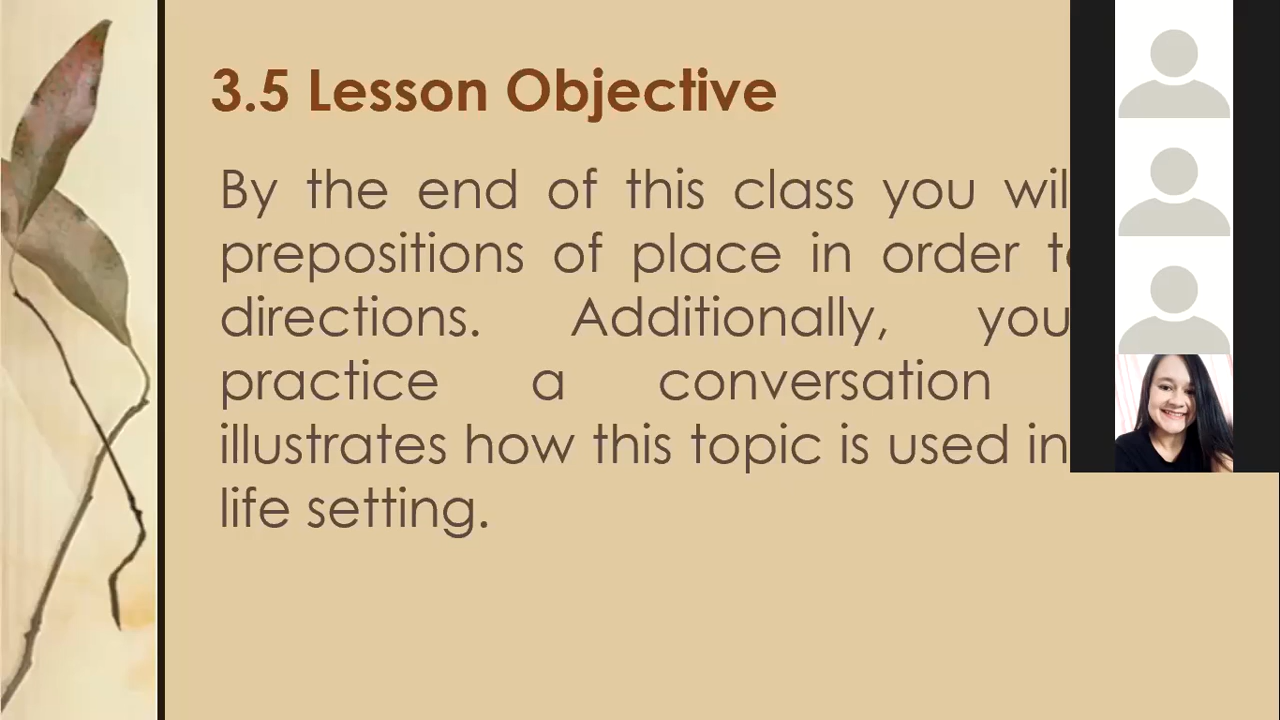 3.5 Lesson Objective
By the end of this class you
prepositions of place in order
directions. Additionally, you
practice a conversation
illustrates how this topic is used in
life setting.